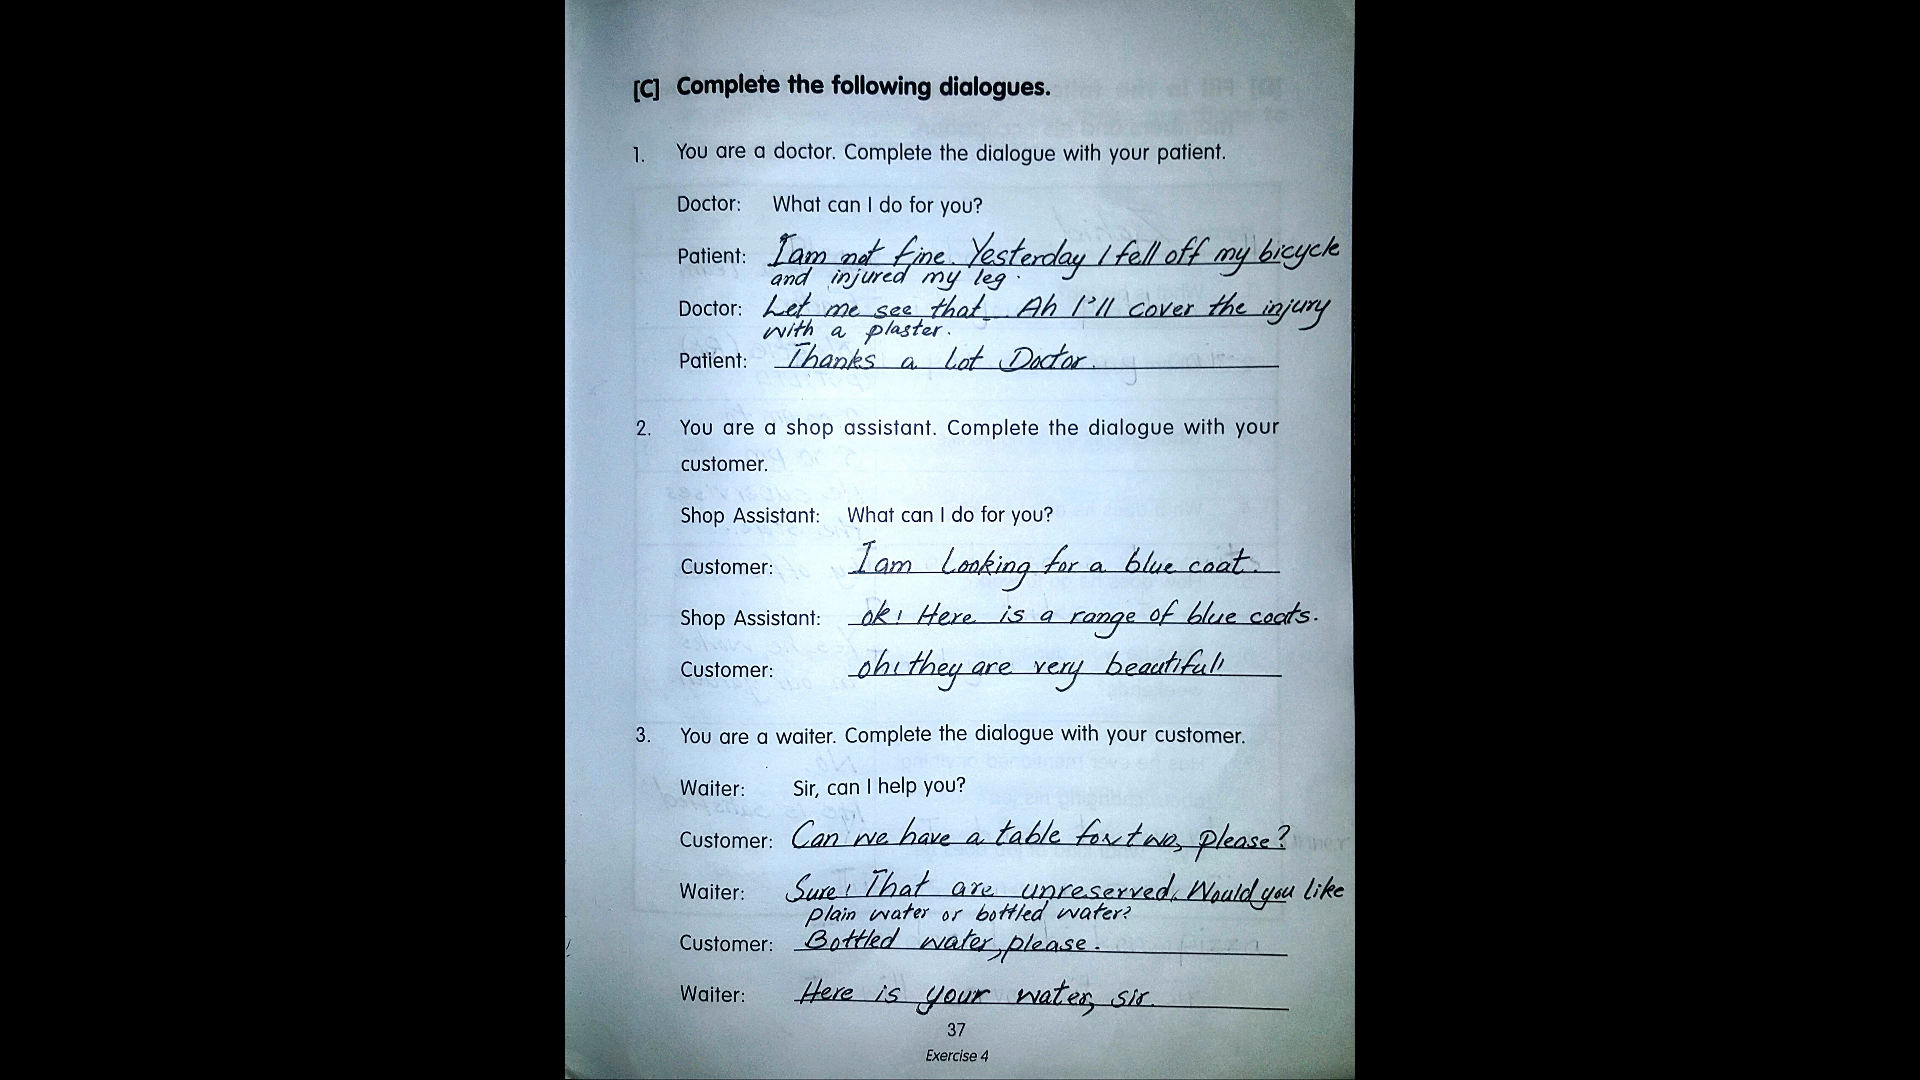 [C] Complete the following dialogues.
1. You are a doctor. Complete the dialogue with your patient.
Doctor: What can I do for you?
Patient: I am not fine. Yesterday I fell off my bicycle
and injured my leg.
Doctor: Let me see that. Ah I'll cover the injury
with a plaster.
Patient: Thanks a lot Doctor.
2. You are a shop assistant. Complete the dialogue with your
customer.
Shop Assistant: What can I do for you?
Customer: I am Looking for a blue coat.
Shop Assistant: ok! Here is a range of blue coats.
Customer: oh! they are very beautiful!
3. You are a waiter. Complete the dialogue with your customer.
Waiter: Sir, can I help you?
Customer: Can we have a table for two, please?
Waiter: Sure! That are unreserved. Would you like
plain water or bottled water?
Customer: Bottled water, please.
Waiter: Here is your water, sir.
37
Exercise 4